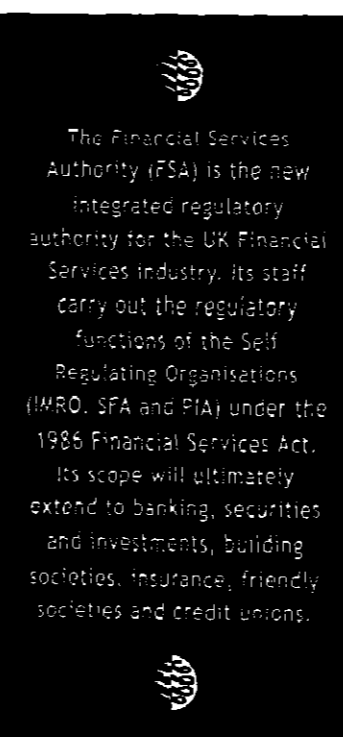 The Financial Services
Authority (FSA) is the new
integrated regulatory
authority for the UK Financial
Services industry. Its staff
carry out the regulatory
functions of the Self
Regulating Organisations
(IMRO, SFA and PIA) under the
1986 Financial Services Act.
Its scope will ultimately
extend to banking, securities
and investments, building
societies, insurance, friendly
societies and credit unions.